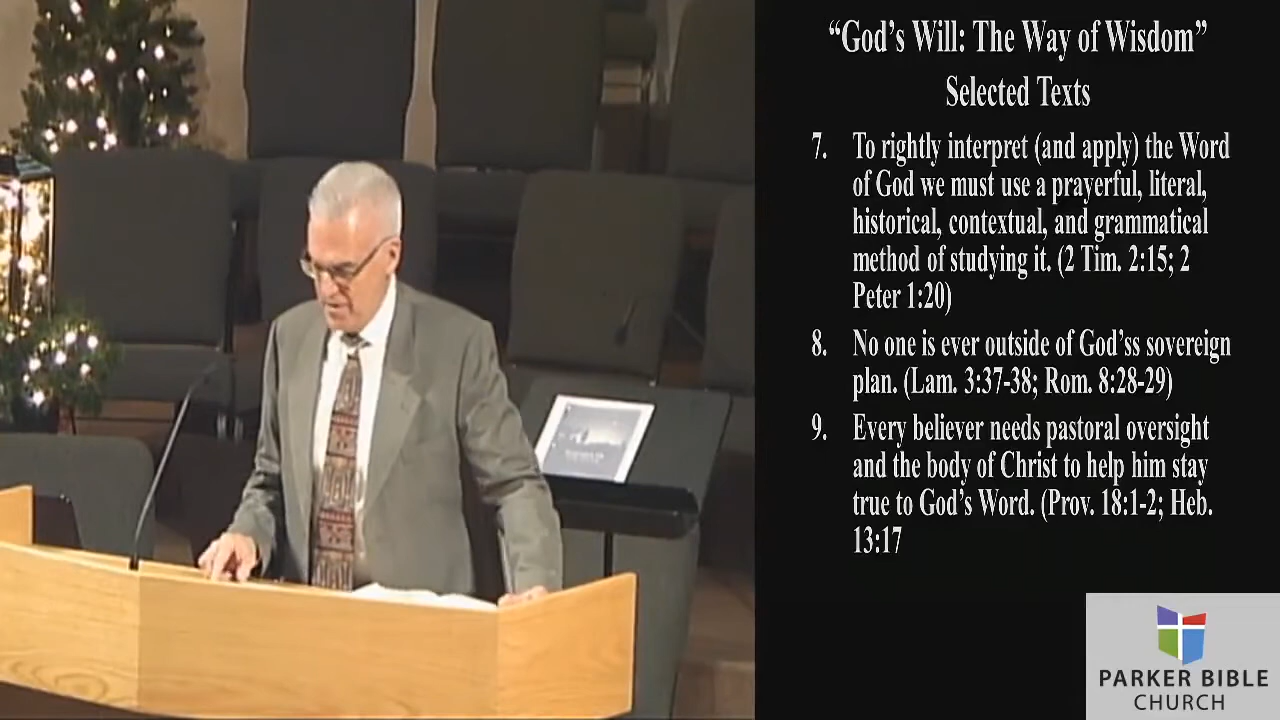 “God’s Will: The Way of Wisdom”
Selected Texts
7. To rightly interpret (and apply) the Word
of God we must use a prayerful, literal,
historical, contextual, and grammatical
method of studying it. (2 Tim. 2:15; 2
Peter 1:20)
8. No one is ever outside of God’ss sovereign
plan. (Lam. 3:37-38; Rom. 8:28-29)
9. Every believer needs pastoral oversight
and the body of Christ to help him stay
true to God’s Word. (Prov. 18:1-2; Heb.
13:17
PARKER BIBLE
CHURCH